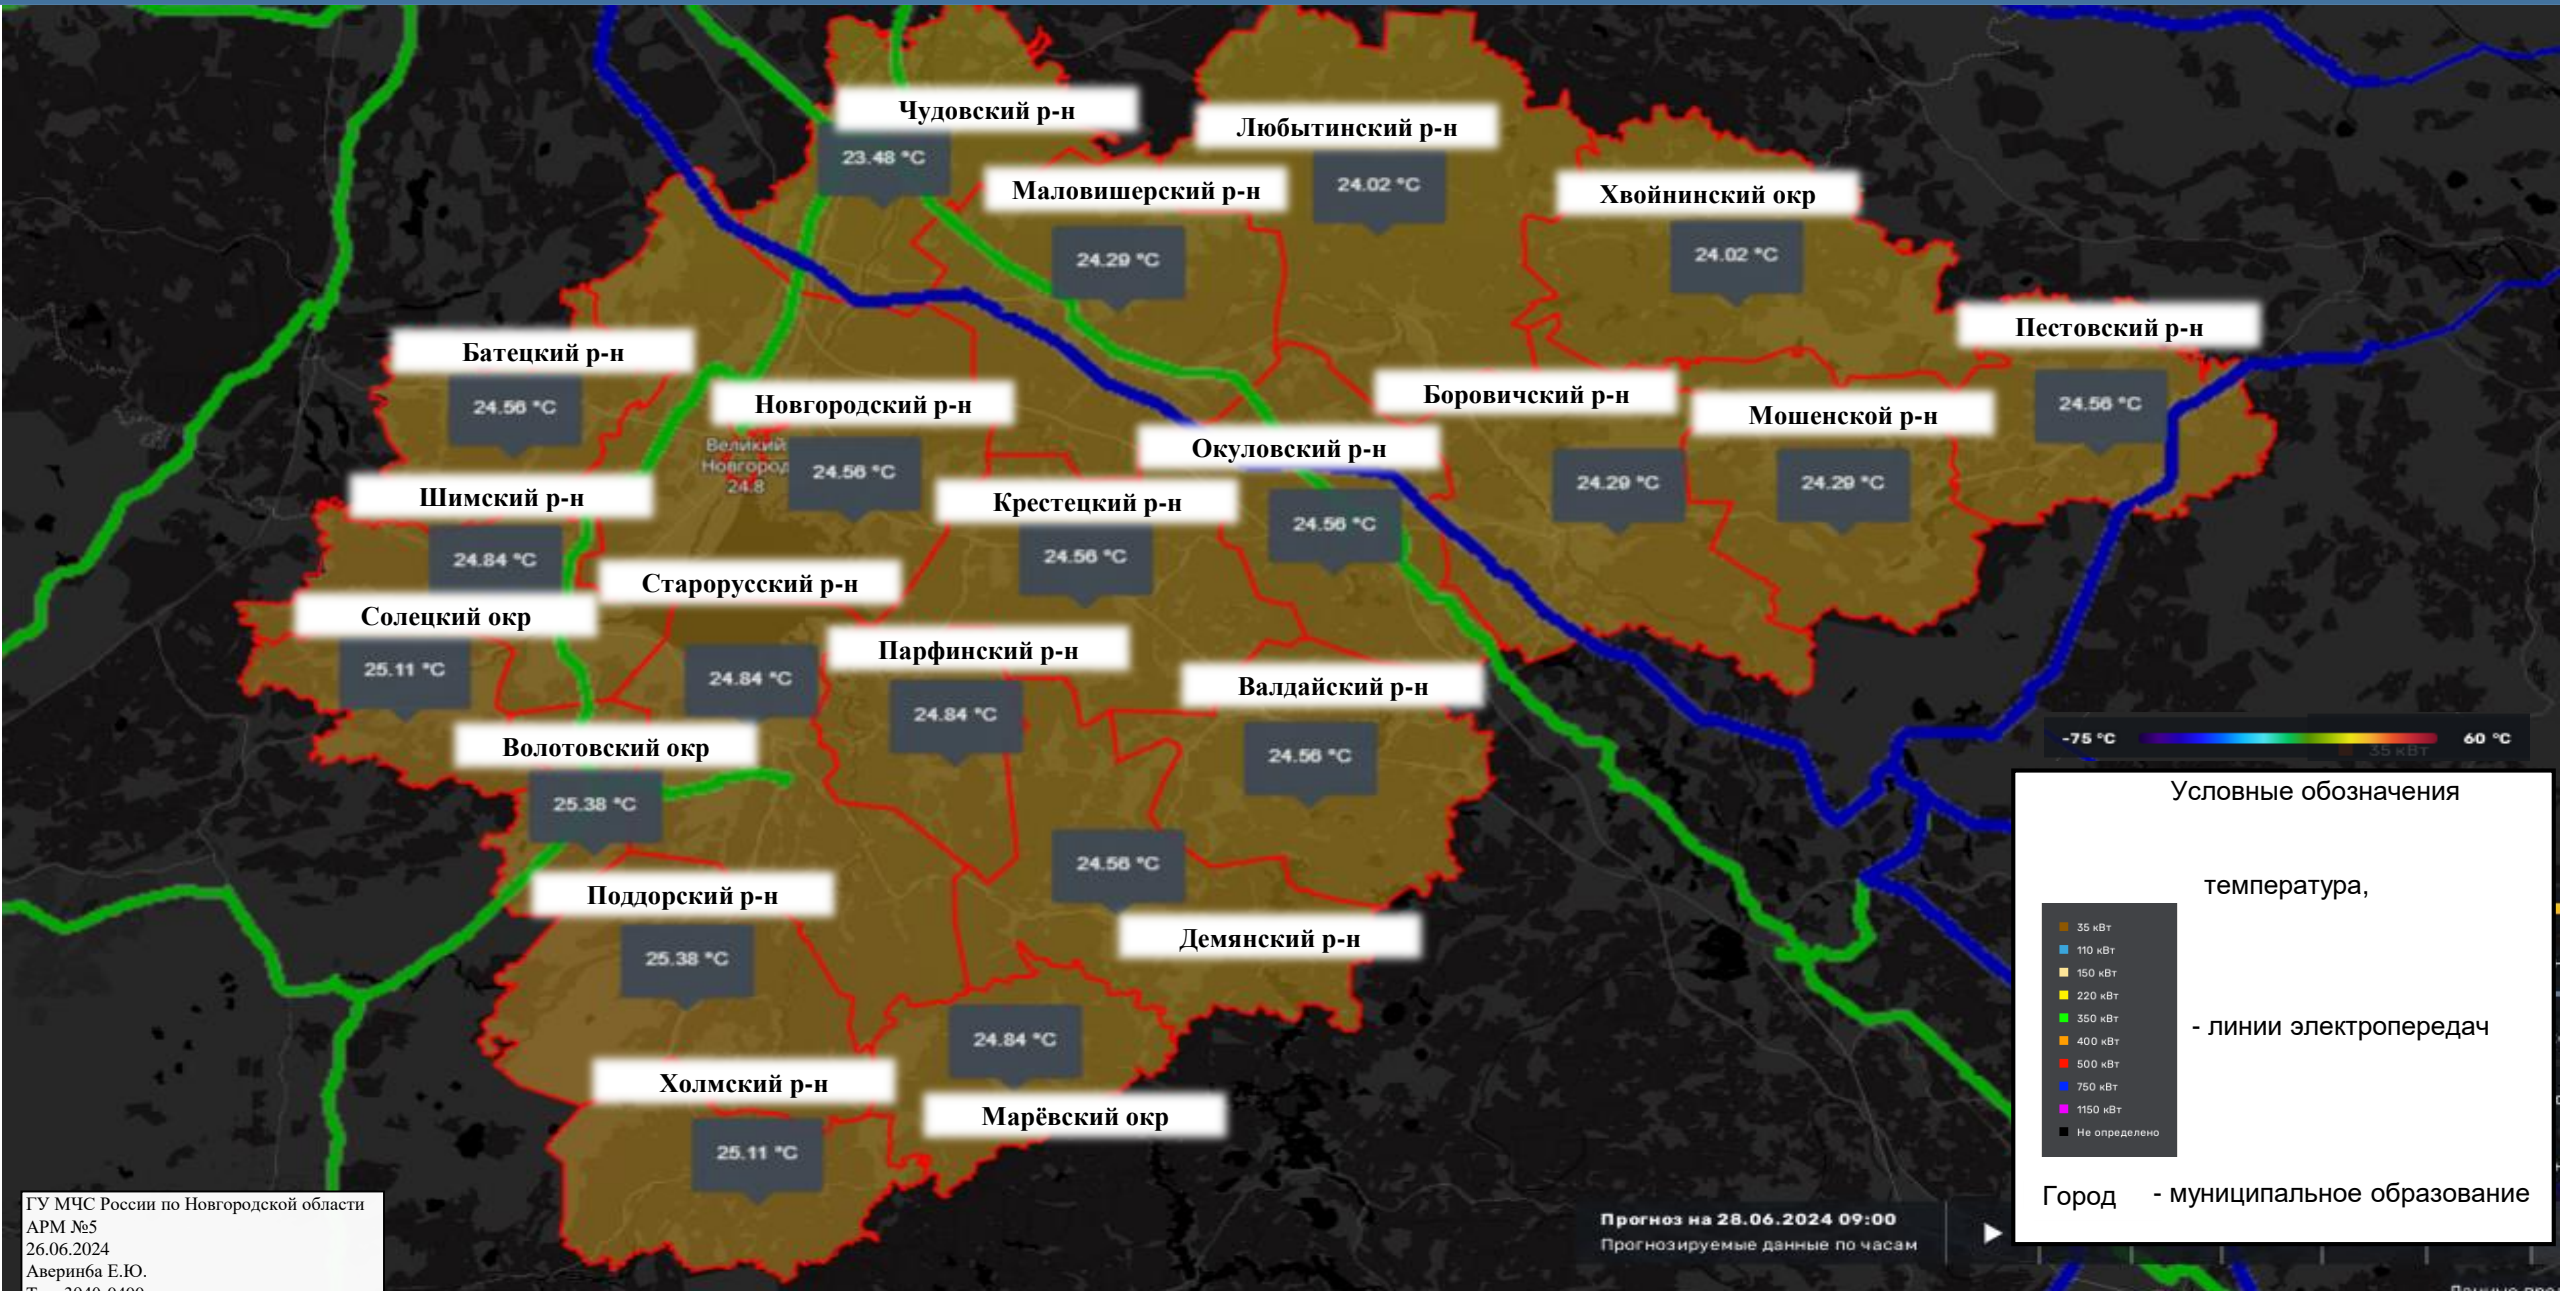 Чудовский р-н
23.48 °C
Любытинский р-н
24.02 °C
Маловишерский р-н
24.29 °C
Хвойнинский окр
24.02 °C
Пестовский р-н
24.56 °C
Батецкий р-н
24.56 °C
Новгородский р-н
24.56 °C
Великий
Новгород
24.8
Боровичский р-н
24.29 °C
Мошенской р-н
24.29 °C
Окуловский р-н
24.56 °C
Шимский р-н
24.84 °C
Крестецкий р-н
24.56 °C
Старорусский р-н
24.84 °C
Солецкий окр
25.11 °C
Парфинский р-н
24.84 °C
Валдайский р-н
24.56 °C
Волотовский окр
25.38 °C
24.56 °C
Демянский р-н
Поддорский р-н
25.38 °C
24.84 °C
Марёвский окр
Холмский р-н
25.11 °C
-75 °C
60 °C
35 кВт
Условные обозначения
температура,
35 кВт
110 кВт
150 кВт
220 кВт
350 кВт
400 кВт
500 кВт
750 кВт
1150 кВт
Не определено
- линии электропередач
Город - муниципальное образование
Прогноз на 28.06.2024 09:00
Прогнозируемые данные по часам
ГУ МЧС России по Новгородской области
АРМ №5
26.06.2024
Аверин6а Е.Ю.